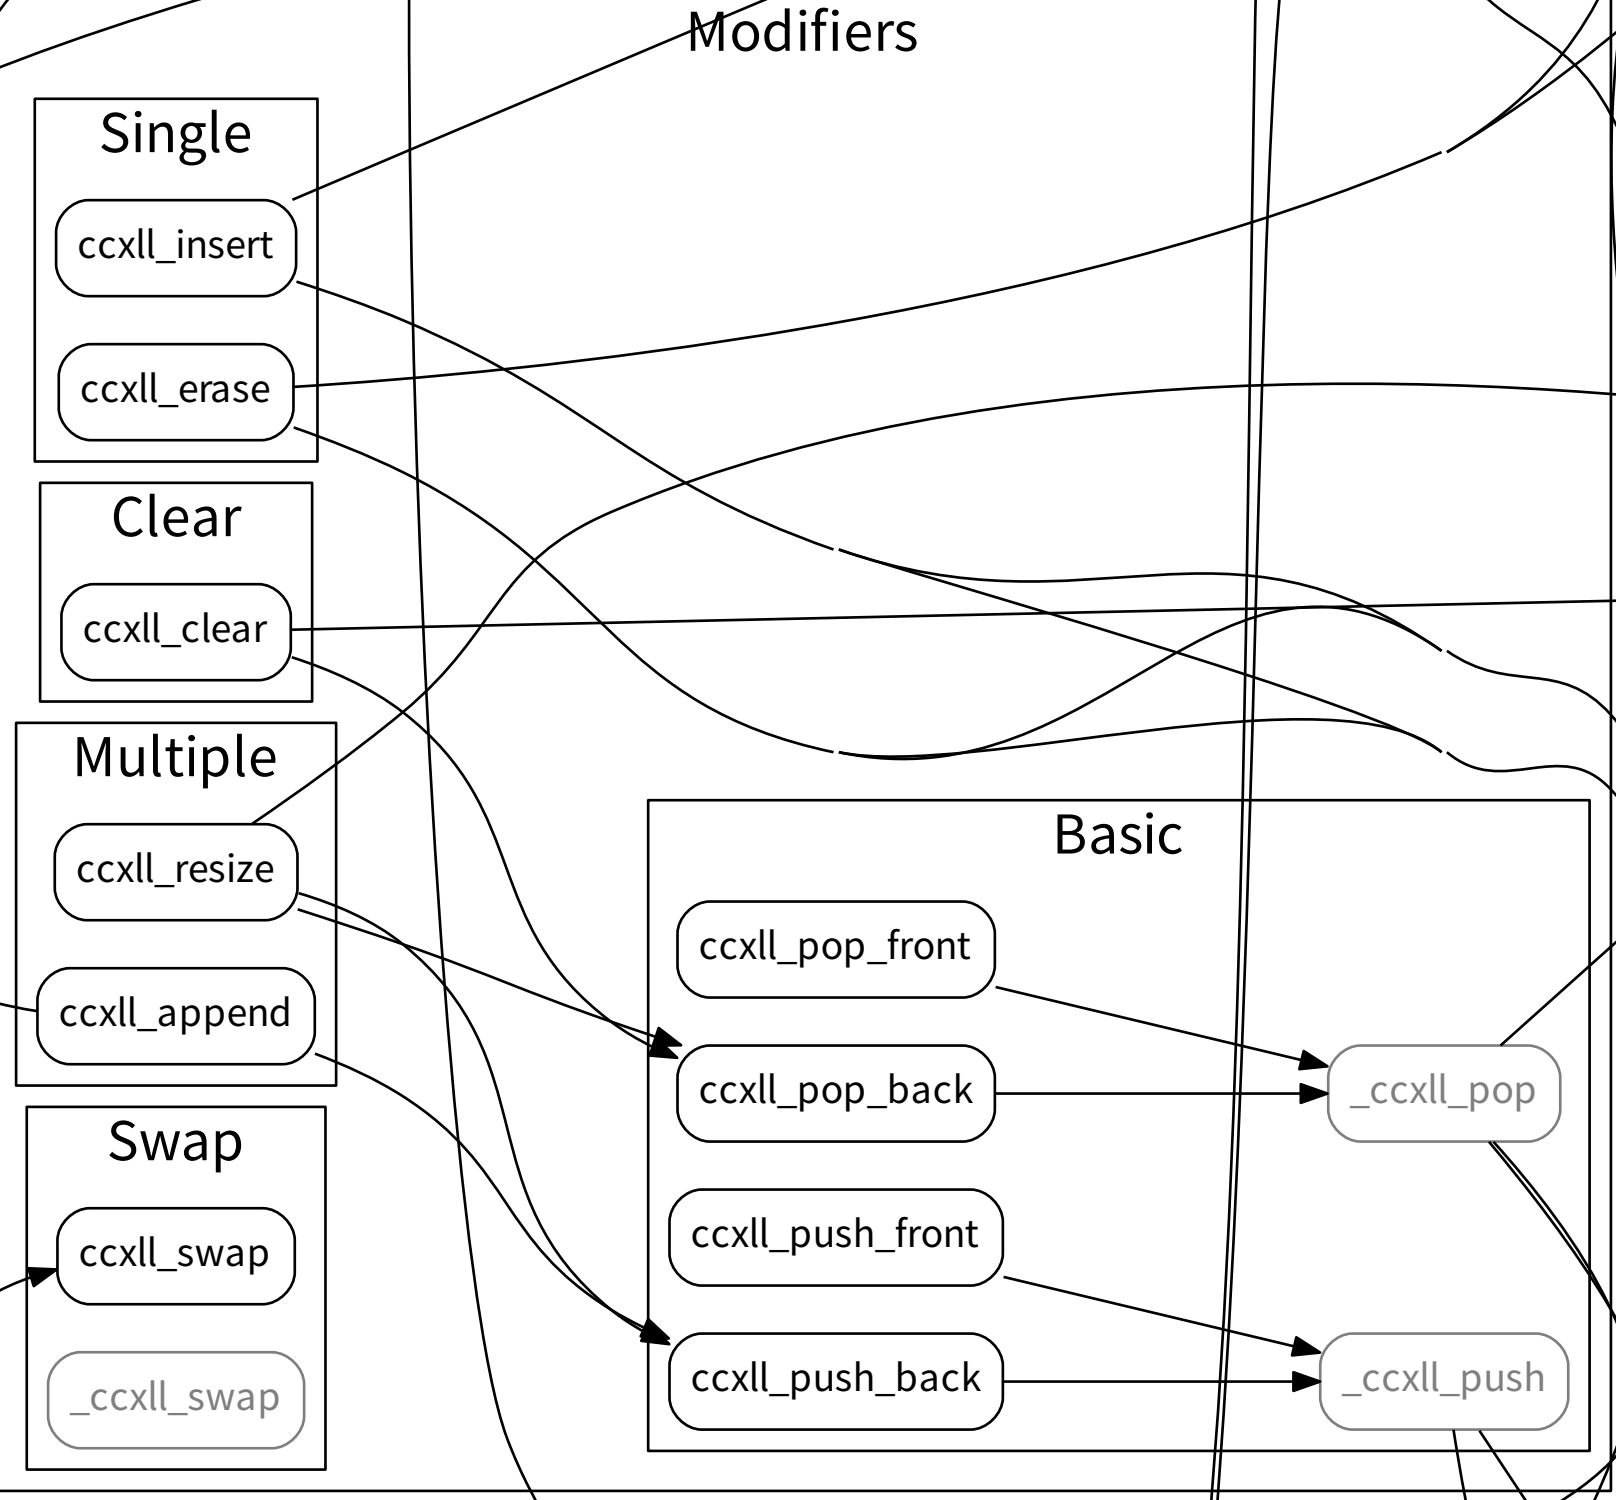 Modifiers
Single
ccxll_insert
ccxll_erase
Clear
ccxll_clear
Multiple
ccxll_resize
ccxll_append
Swap
ccxll_swap
_ccxll_swap
Basic
ccxll_pop_front
ccxll_pop_back
_ccxll_pop
ccxll_push_front
ccxll_push_back
_ccxll_push